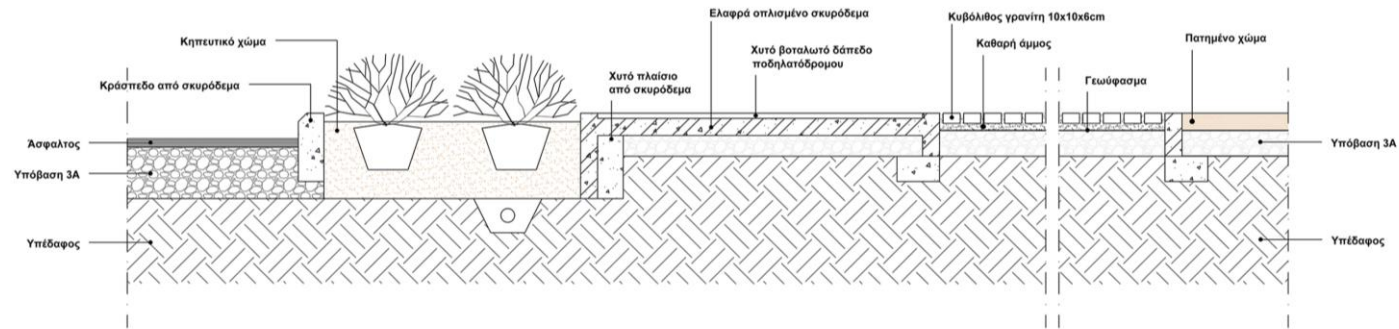 Ελαφρά οπλισμένο σκυρόδεμα
Κυβόλιθος γρανίτη 10x10x6cm
Κηπευτικό χώμα
Χυτό βοταλωτό δάπεδο
ποδηλατόδρομου
Καθαρή άμμος
Πατημένο χώμα
Κράσπεδο από σκυρόδεμα
Χυτό πλαίσιο
από σκυρόδεμα
Γεωύφασμα
Άσφαλτος
Υπόβαση 3Α
Υπόβαση 3Α
Υπέδαφος
Υπέδαφος